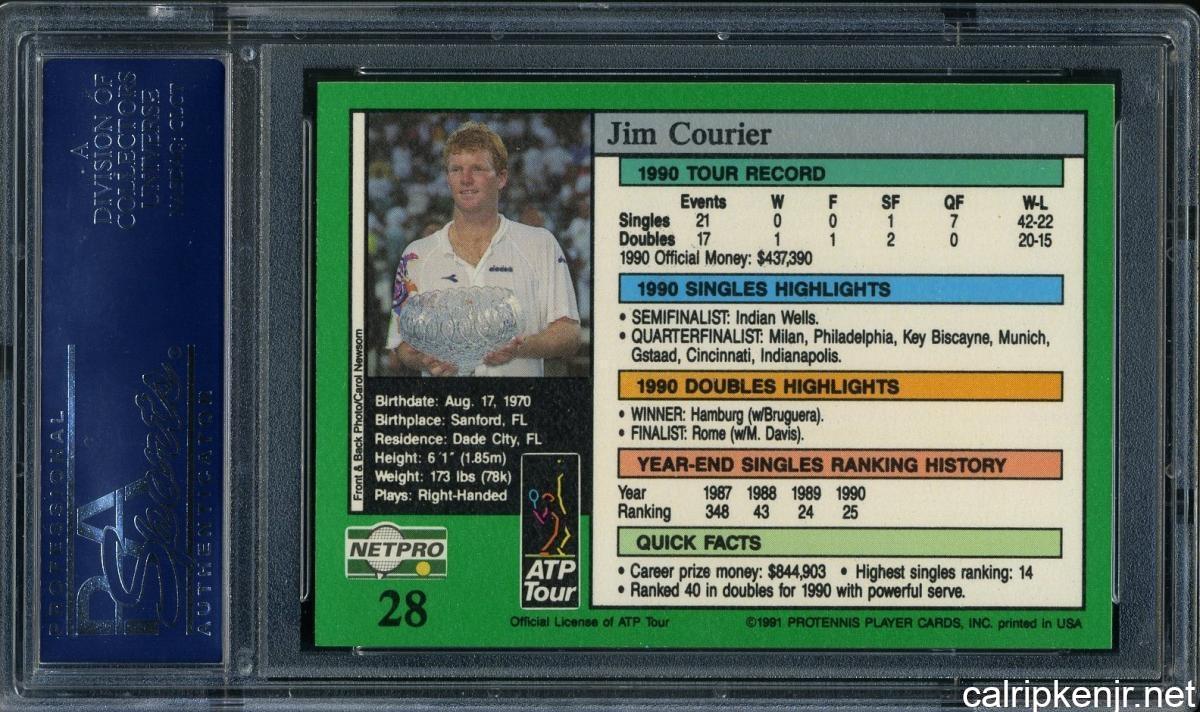 A
DIVISION OF
COLLECTORS
UNIVERSE
NASDAQ: CLCT
PROFESSIONAL
PSA
Sports
AUTHENTICATOR
Jim Courier
1990 TOUR RECORD
Events W F SF QF W-L
Singles 21 0 0 1 7 42-22
Doubles 17 1 1 2 0 20-15
1990 Official Money: $437,390
1990 SINGLES HIGHLIGHTS
• SEMIFINALIST: Indian Wells.
• QUARTERFINALIST: Milan, Philadelphia, Key Biscayne, Munich,
Gstaad, Cincinnati, Indianapolis.
1990 DOUBLES HIGHLIGHTS
• WINNER: Hamburg (w/Bruguera).
• FINALIST: Rome (w/M. Davis).
YEAR-END SINGLES RANKING HISTORY
Year 1987 1988 1989 1990
Ranking 348 43 24 25
QUICK FACTS
• Career prize money: $844,903 • Highest singles ranking: 14
• Ranked 40 in doubles for 1990 with powerful serve.
diadora
Front & Back Photo/Carol Newsom
Birthdate: Aug. 17, 1970
Birthplace: Sanford, FL
Residence: Dade City, FL
Height: 6'1" (1.85m)
Weight: 173 lbs (78k)
Plays: Right-Handed
NETPRO
28
ATP
Tour
Official License of ATP Tour
©1991 PROTENNIS PLAYER CARDS, INC. printed in USA
calripkenjr.net